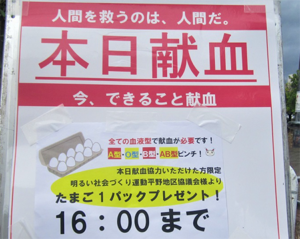 人間を救うのは、人間だ。
本日献血
今、できること献血
全ての血液型で献血が必要です！
A型・O型・B型・AB型ピンチ！
本日献血協力いただけた方限定
明るい社会づくり運動平野地区協議会様より
たまご１パックプレゼント！
16：00まで